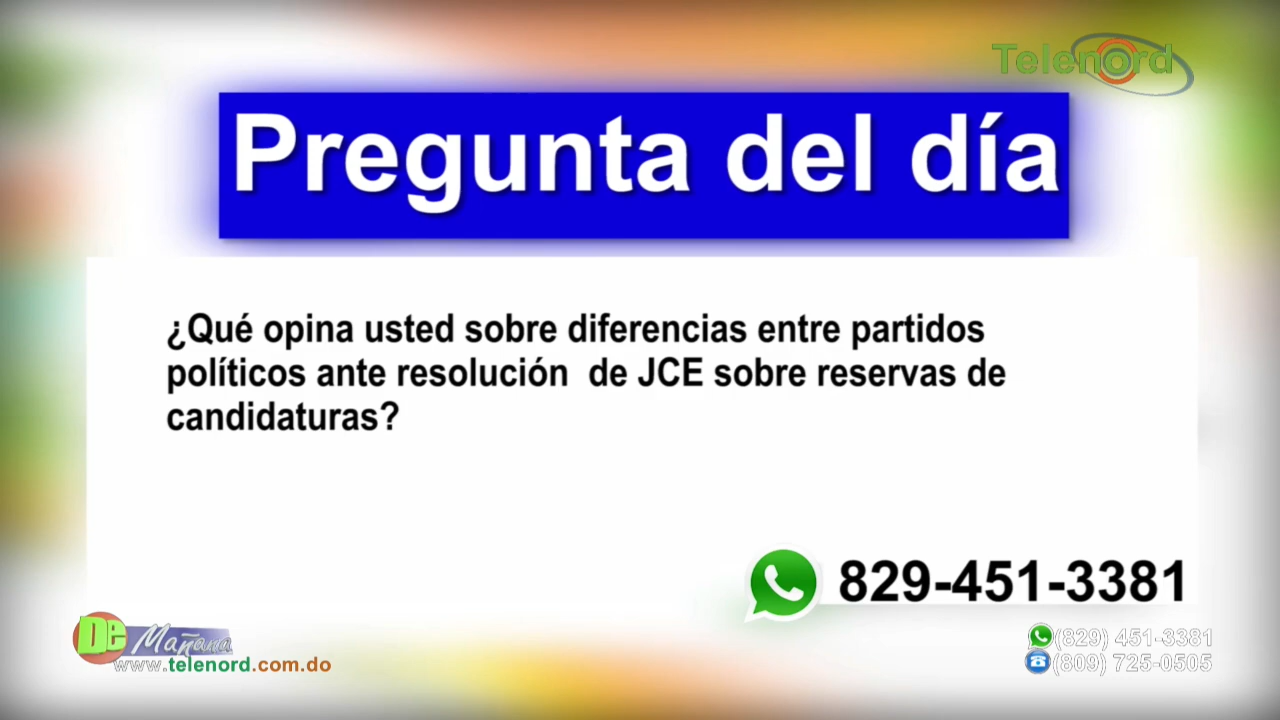 Telenord
Pregunta del día
¿Qué opina usted sobre diferencias entre partidos
políticos ante resolución  de JCE sobre reservas de
candidaturas?
829-451-3381
De Mañana
www.telenord.com.do
(829) 451-3381
(809) 725-0505